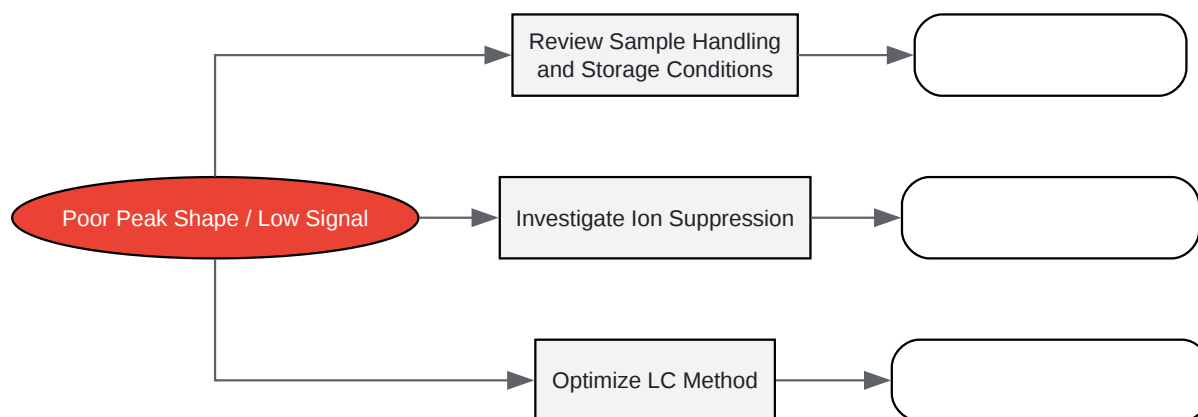 Review Sample Handling
and Storage Conditions
Poor Peak Shape / Low Signal
Investigate Ion Suppression
Optimize LC Method